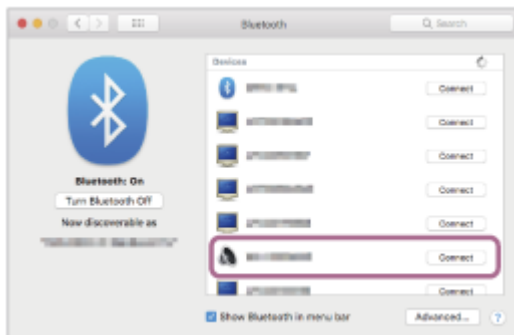 Bluetooth
Search
Devices
Connect
Connect
Connect
Connect
Connect
Connect
Connect
Bluetooth: On
Turn Bluetooth Off
Now discoverable as
Show Bluetooth in menu bar
Advanced...
?